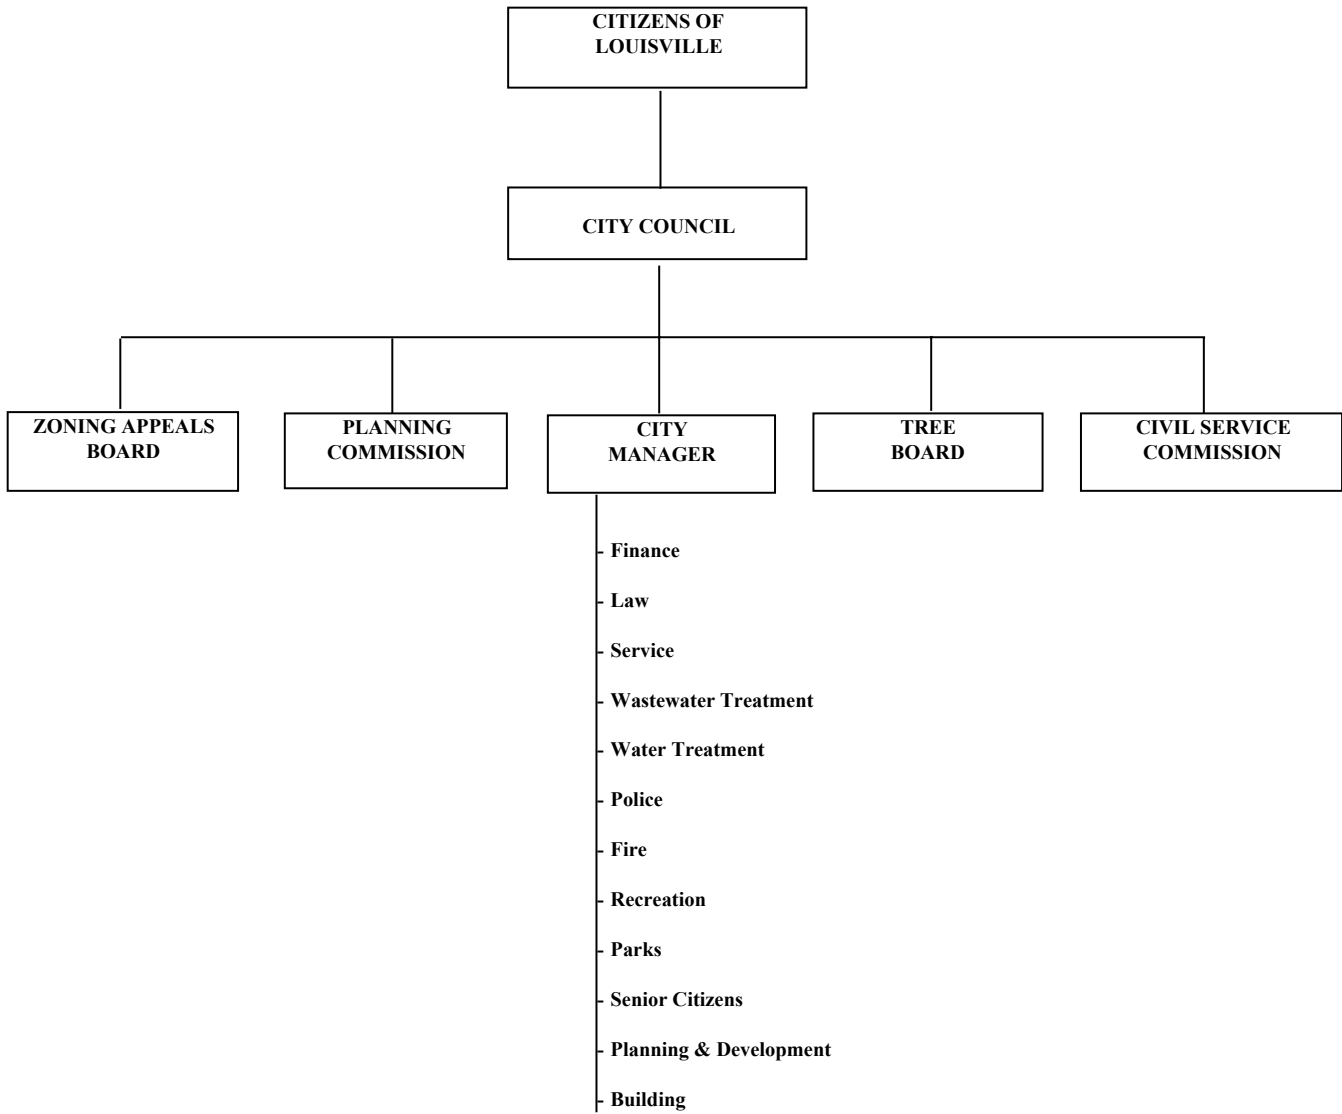 CITIZENS OF
LOUISVILLE
CITY COUNCIL
ZONING APPEALS
BOARD
PLANNING
COMMISSION
CITY
MANAGER
TREE
BOARD
CIVIL SERVICE
COMMISSION
- Finance
- Law
- Service
- Wastewater Treatment
- Water Treatment
- Police
- Fire
- Recreation
- Parks
- Senior Citizens
- Planning & Development
- Building